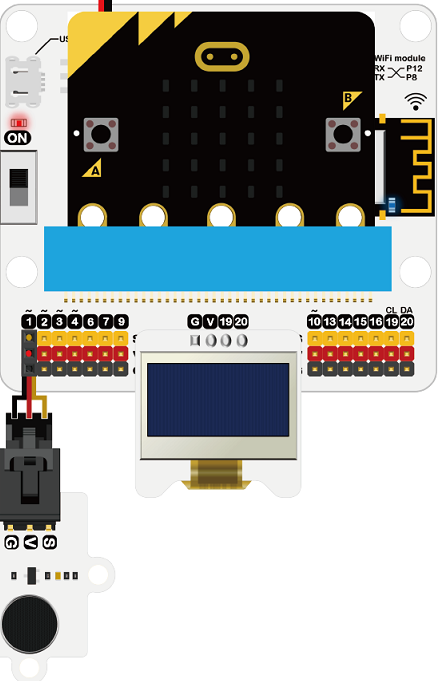 US
WiFi module
RX P12
TX P8
ON
A
B
CL DA
~ ~ ~ ~ ~
1 2 3 4 6 7 9
G V 19 20
10 13 14 15 16 19 20
G V S